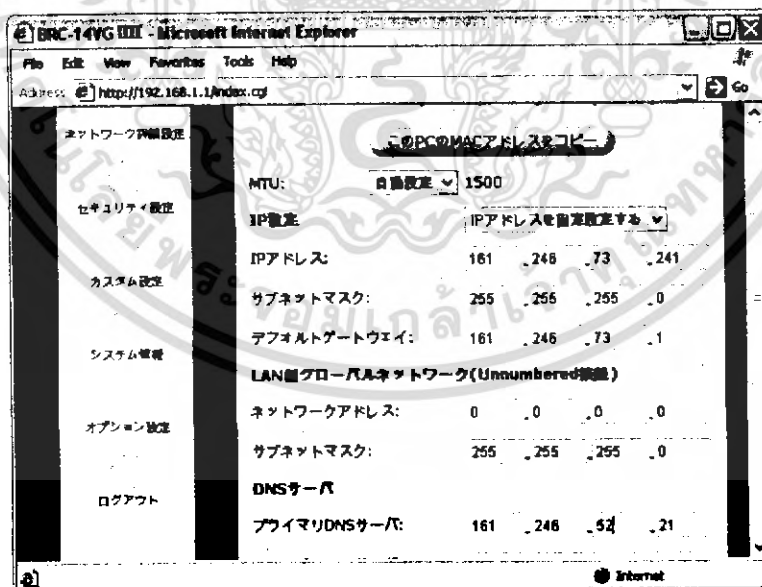 BRC-14VG - Microsoft Internet Explorer
File Edit View Favorites Tools Help
Address http://192.168.1.1/index.cgi Go
ネットワーク詳細設定
セキュリティ設定
カスタム設定
システム情報
オプション設定
ログアウト
このPCのMACアドレスをコピー
MTU: 自動設定 1500
IP設定 IPアドレスを固定設定する
IPアドレス: 161 .246 .73 .241
サブネットマスク: 255 .255 .255 .0
デフォルトゲートウェイ: 161 .246 .73 .1
LAN側グローバルネットワーク(Unnumbered接続)
ネットワークアドレス: 0 .0 .0 .0
サブネットマスク: 255 .255 .255 .0
DNSサーバ
プライマリDNSサーバ: 161 .246 .52 .21
Internet